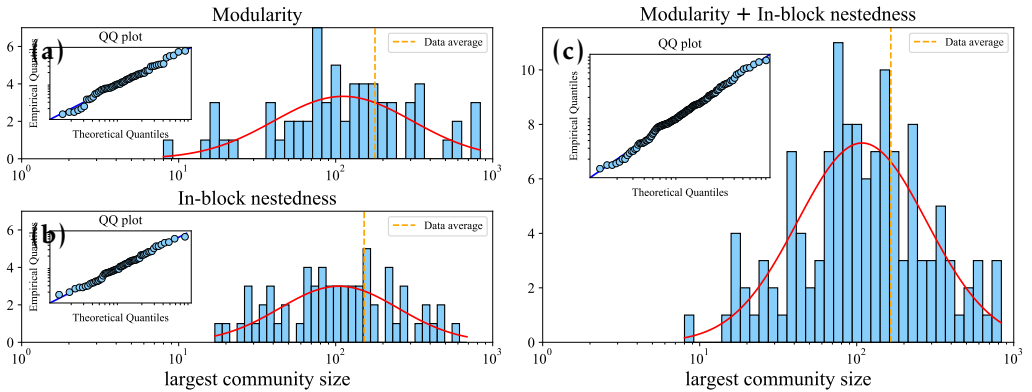 Modularity
(a)
QQ plot
Empirical Quantiles
Theoretical Quantiles
Data average
0
2
4
6
10^0
10^1
10^2
10^3
In-block nestedness
(b)
QQ plot
Empirical Quantiles
Theoretical Quantiles
Data average
0
2
4
6
10^0
10^1
10^2
10^3
largest community size
Modularity + In-block nestedness
(c)
QQ plot
Empirical Quantiles
Theoretical Quantiles
Data average
0
2
4
6
8
10
10^0
10^1
10^2
10^3
largest community size